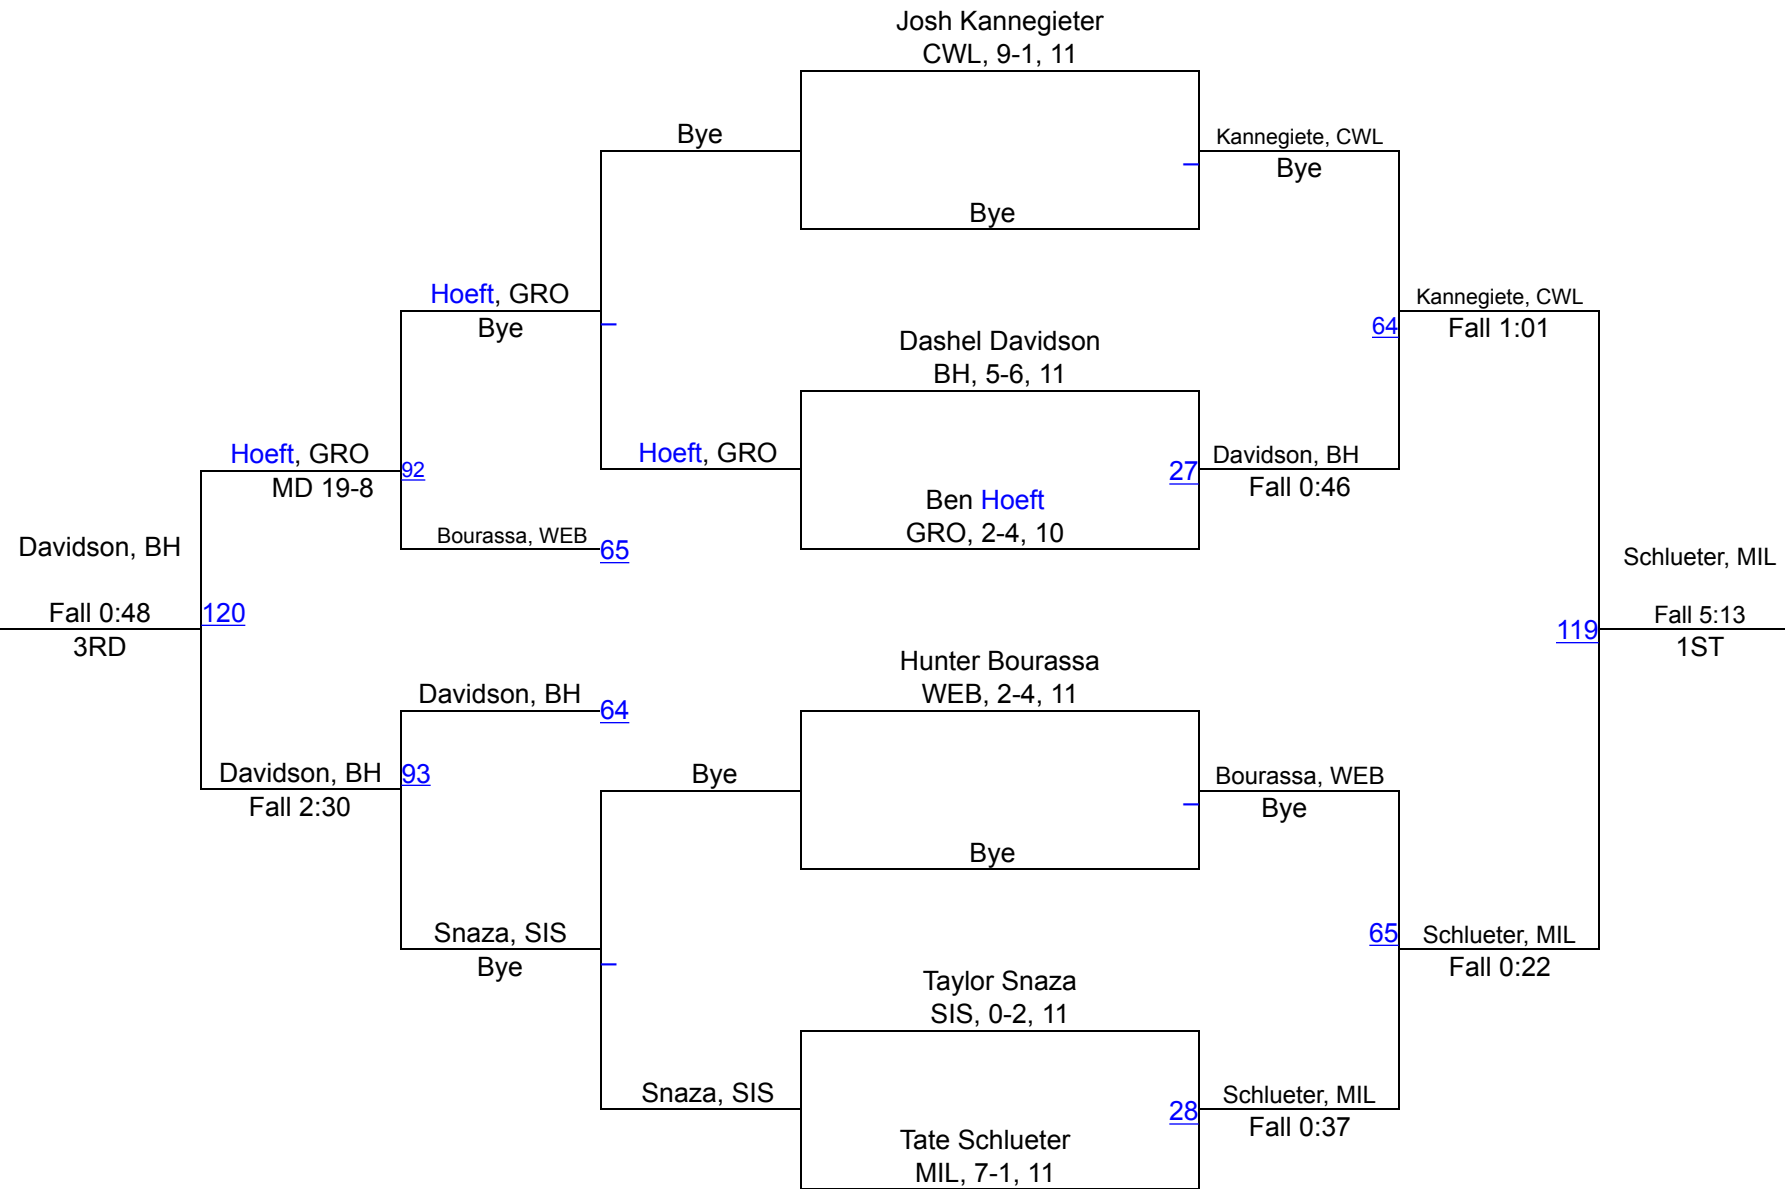 Josh Kannegieter
CWL, 9-1, 11
Bye
Kannegiete, CWL
Bye
Bye
Hoeft, GRO
Bye
Kannegiete, CWL
64
Fall 1:01
Dashel Davidson
BH, 5-6, 11
Hoeft, GRO
92
MD 19-8
Hoeft, GRO
27
Davidson, BH
Fall 0:46
Ben Hoeft
GRO, 2-4, 10
Bourassa, WEB
65
Davidson, BH
Fall 0:48
120
3RD
Schlueter, MIL
119
Fall 5:13
1ST
Hunter Bourassa
WEB, 2-4, 11
Davidson, BH
64
Davidson, BH
93
Fall 2:30
Bye
Bourassa, WEB
Bye
Bye
Snaza, SIS
Bye
65
Schlueter, MIL
Fall 0:22
Taylor Snaza
SIS, 0-2, 11
Snaza, SIS
28
Schlueter, MIL
Fall 0:37
Tate Schlueter
MIL, 7-1, 11